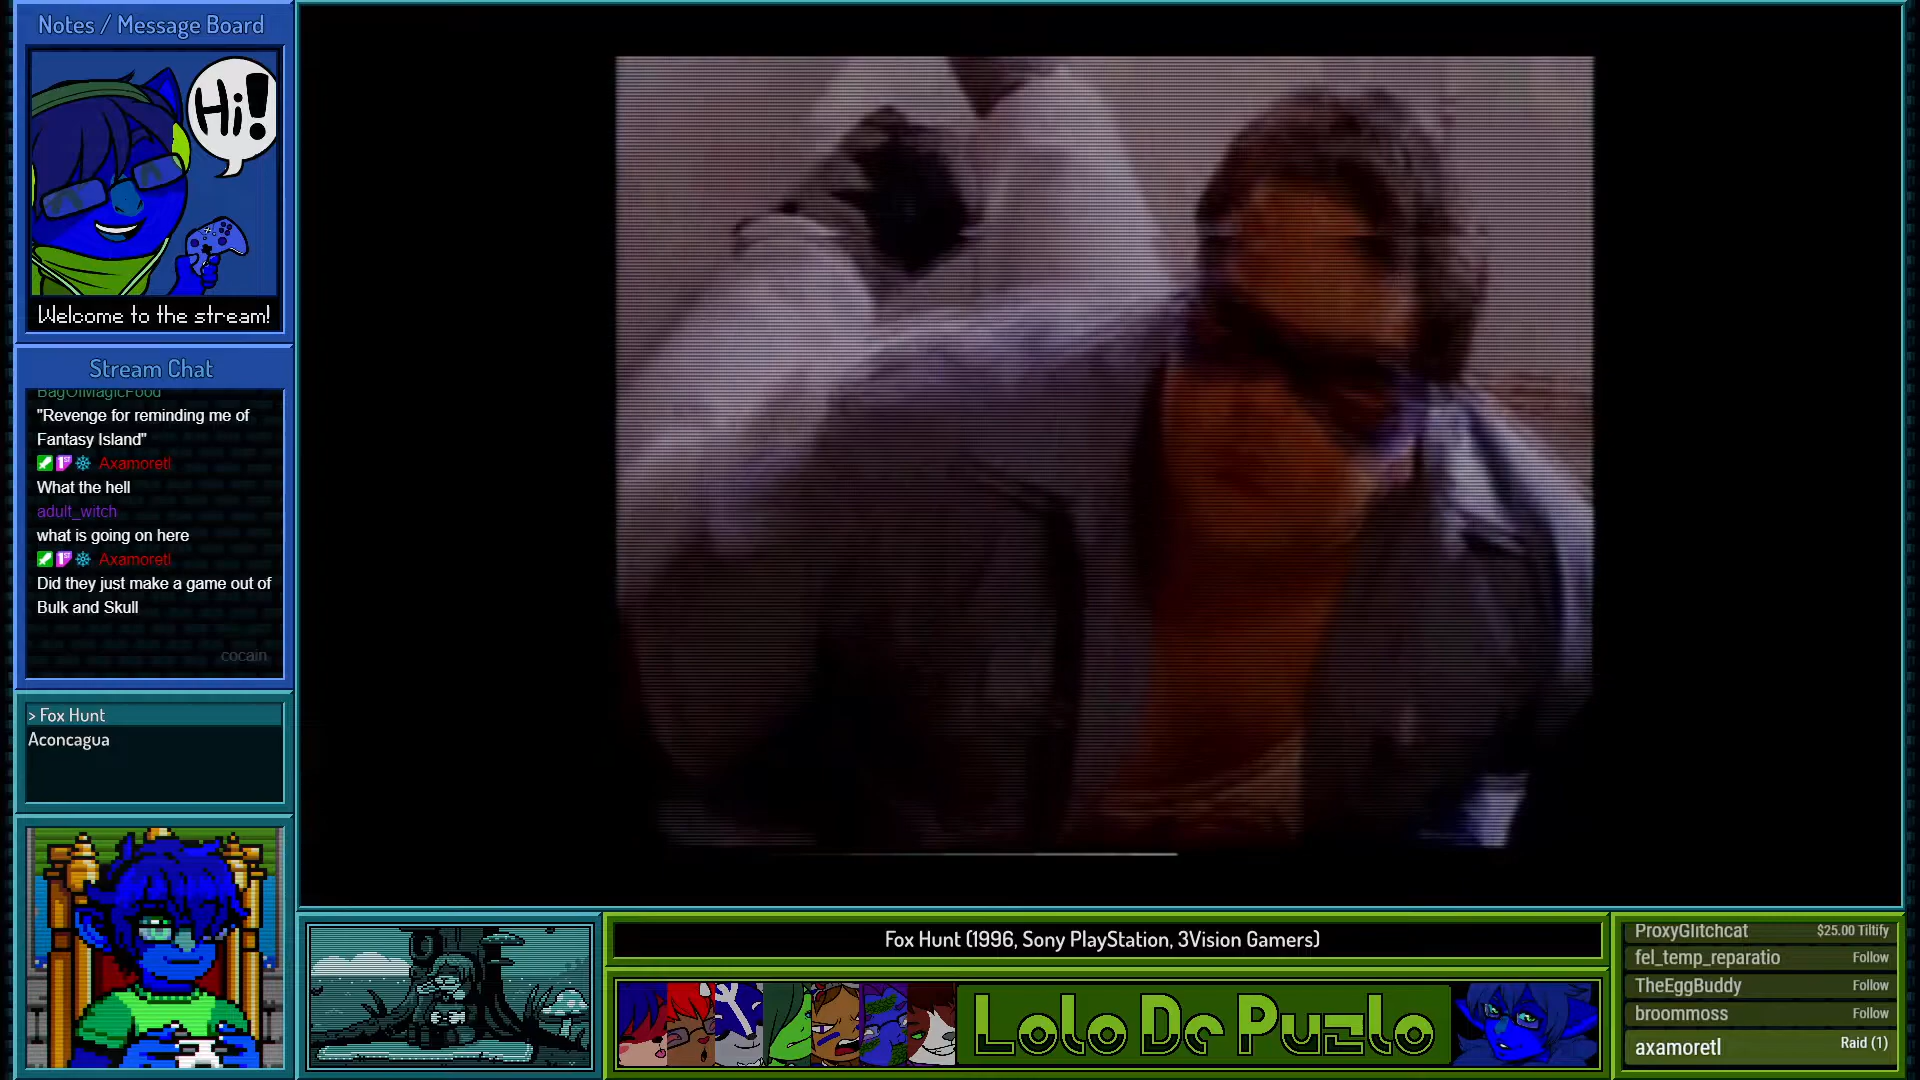 Notes / Message Board
Hi!
Welcome to the stream!
Stream Chat
BagOfMagicFood
"Revenge for reminding me of
Fantasy Island"
Axamoretl
What the hell
adult_witch
what is going on here
Axamoretl
Did they just make a game out of
Bulk and Skull
cocain
> Fox Hunt
Aconcagua
Fox Hunt (1996, Sony PlayStation, 3Vision Gamers)
Lolo De Puzlo
ProxyGlitchcat $25.00 Tiltify
fel_temp_reparatio Follow
TheEggBuddy Follow
broommoss Follow
axamoretl Raid (1)